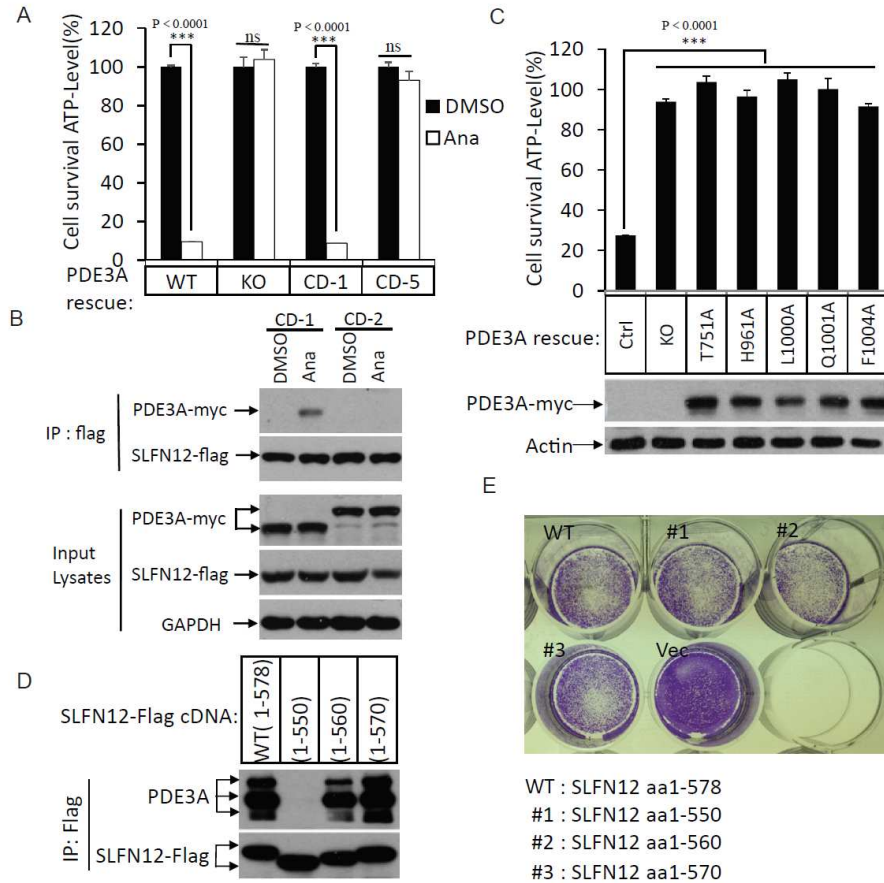 A
P < 0.0001
***
ns
P < 0.0001
***
ns
Cell survival ATP-Level(%)
120
100
80
60
40
20
0
DMSO
Ana
PDE3A rescue:
WT KO CD-1 CD-5
B
CD-1 CD-2
DMSO Ana DMSO Ana
IP : flag
PDE3A-myc
SLFN12-flag
Input Lysates
PDE3A-myc
SLFN12-flag
GAPDH
C
P < 0.0001
***
Cell survival ATP-Level(%)
120
100
80
60
40
20
0
PDE3A rescue:
Ctrl KO T751A H961A L1000A Q1001A F1004A
PDE3A-myc
Actin
D
SLFN12-Flag cDNA:
WT( 1-578) (1-550) (1-560) (1-570)
IP: Flag
PDE3A
SLFN12-Flag
E
WT #1 #2
#3 Vec
WT : SLFN12 aa1-578
#1 : SLFN12 aa1-550
#2 : SLFN12 aa1-560
#3 : SLFN12 aa1-570